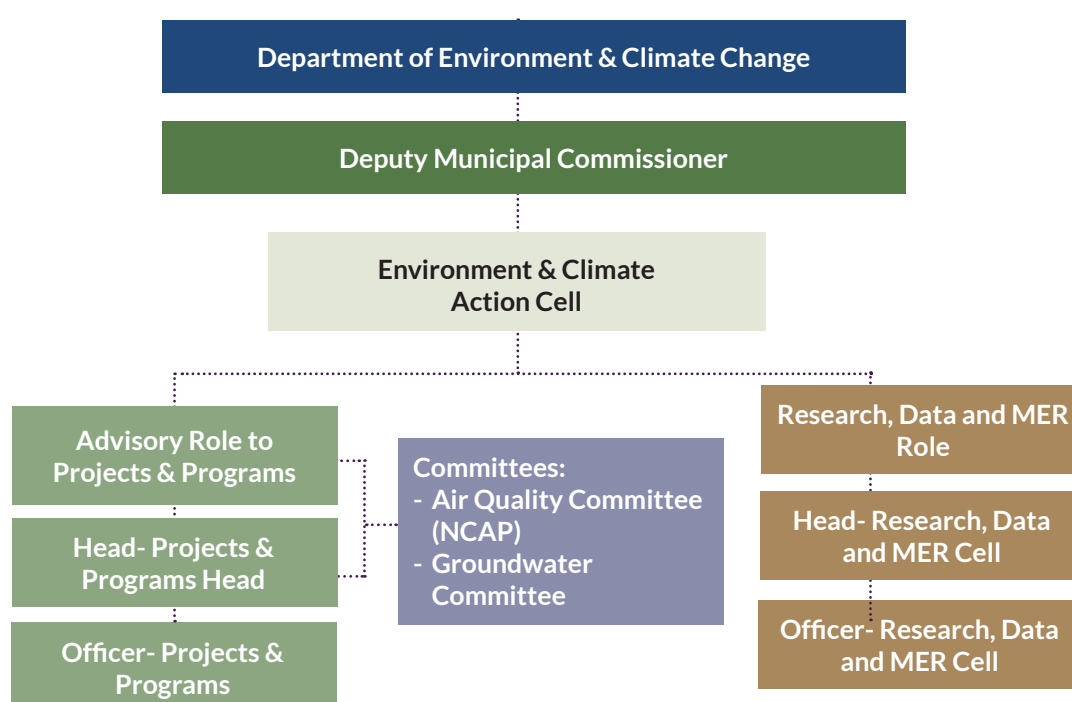 Department of Environment & Climate Change
Deputy Municipal Commissioner
Environment & Climate
Action Cell
Advisory Role to
Projects & Programs
Head- Projects &
Programs Head
Officer- Projects &
Programs
Committees:
- Air Quality Committee
(NCAP)
- Groundwater
Committee
Research, Data and MER
Role
Head- Research, Data
and MER Cell
Officer- Research, Data
and MER Cell